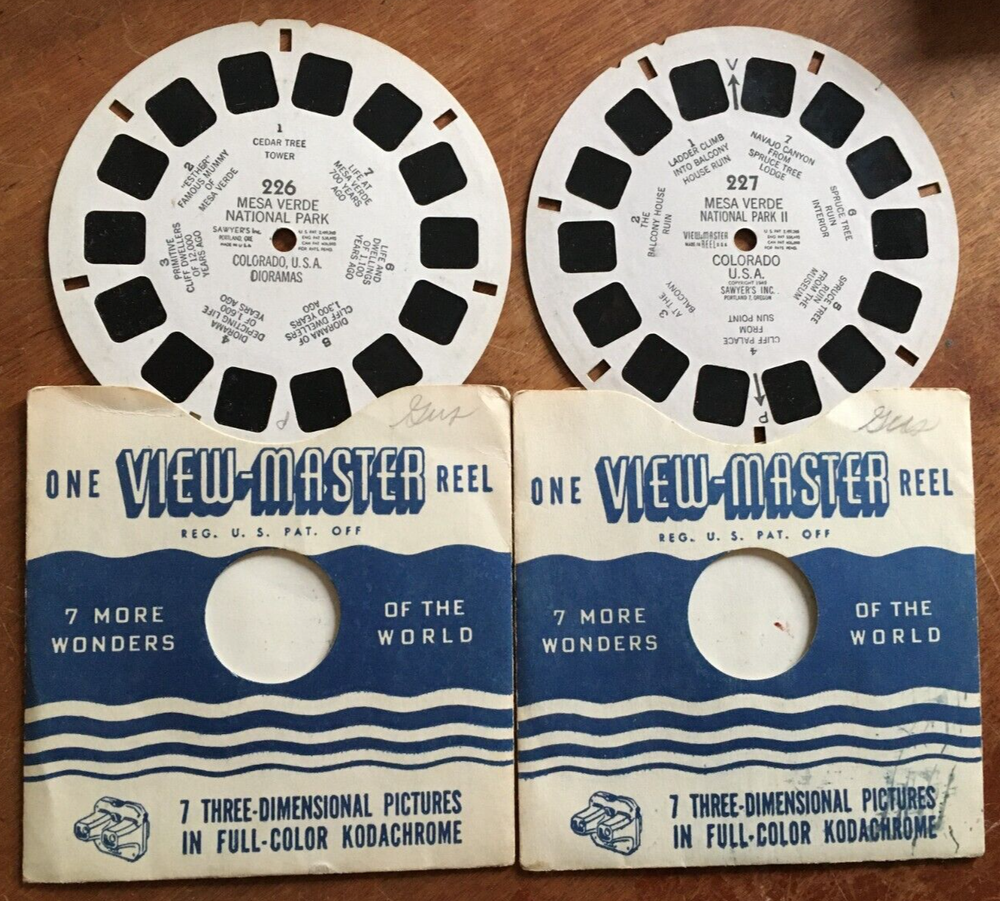 1
CEDAR TREE
TOWER
2
"ESTHER"
FAMOUS MUMMY
OF
MESA VERDE
3
PRIMITIVE
CLIFF DWELLERS
OF 12,000
YEARS AGO
4
DIORAMA
DEPICTING LIFE
OF 1,600
YEARS AGO
5
DIORAMA OF
CLIFF DWELLERS
1,300 YEARS
AGO
6
LIFE AND
DWELLINGS
OF 1,100
YEARS AGO
7
LIFE AT
MESA VERDE
700 YEARS
AGO
226
MESA VERDE
NATIONAL PARK
SAWYER'S Inc.
PORTLAND, ORE.
MADE IN U.S.A.
COLORADO, U.S.A.
DIORAMAS
P
V
1
LADDER CLIMB
INTO BALCONY
HOUSE RUIN
2
THE
BALCONY HOUSE
RUIN
3
AT THE
BALCONY
4
CLIFF PALACE
FROM
SUN POINT
5
SPRUCE TREE
RUIN
FROM THE
MUSEUM
6
SPRUCE TREE
RUIN
INTERIOR
7
NAVAJO CANYON
FROM
SPRUCE TREE
LODGE
227
MESA VERDE
NATIONAL PARK II
VIEW-MASTER
MADE IN REEL U.S.A.
COLORADO
U.S.A.
COPYRIGHT 1949
SAWYER'S INC.
PORTLAND 7, OREGON
P
Gus
ONE VIEW-MASTER REEL
REG. U. S. PAT. OFF
7 MORE
WONDERS
OF THE
WORLD
7 THREE-DIMENSIONAL PICTURES
IN FULL-COLOR KODACHROME
Gus
ONE VIEW-MASTER REEL
REG. U. S. PAT. OFF
7 MORE
WONDERS
OF THE
WORLD
7 THREE-DIMENSIONAL PICTURES
IN FULL-COLOR KODACHROME